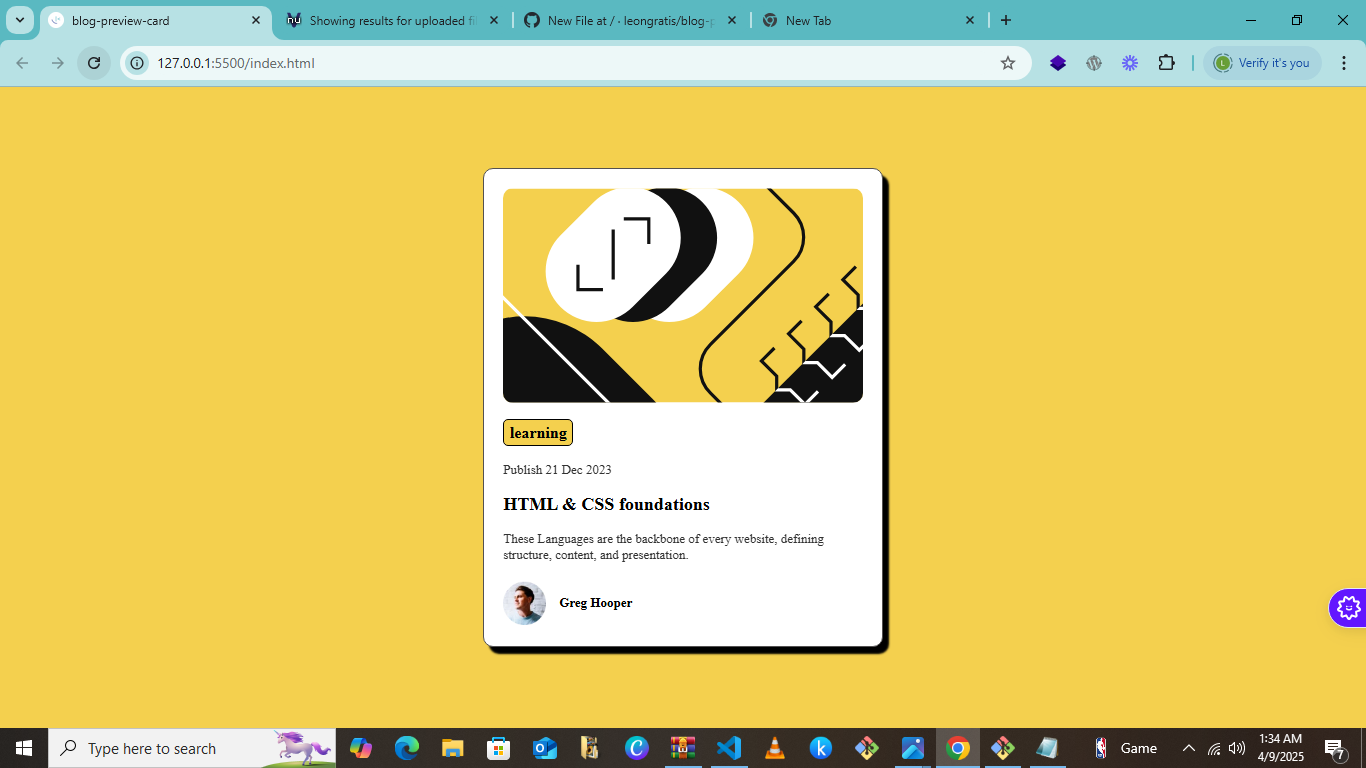 blog-preview-card
Showing results for uploaded fi
New File at / · leongratis/blog-p
New Tab
127.0.0.1:5500/index.html
Verify it's you
learning
Publish 21 Dec 2023
HTML & CSS foundations
These Languages are the backbone of every website, defining
structure, content, and presentation.
Greg Hooper
Type here to search
Game
1:34 AM
4/9/2025
7